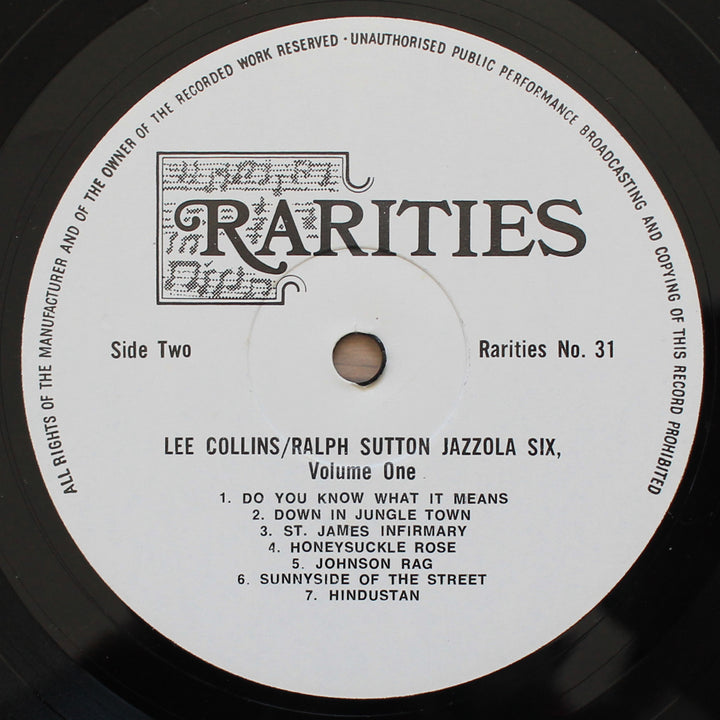 ALL RIGHTS OF THE MANUFACTURER AND OF THE OWNER OF THE RECORDED WORK RESERVED · UNAUTHORISED PUBLIC PERFORMANCE BROADCASTING AND COPYING OF THIS RECORD PROHIBITED
RARITIES
Side Two
Rarities No. 31
LEE COLLINS/RALPH SUTTON JAZZOLA SIX,
Volume One
1. DO YOU KNOW WHAT IT MEANS
2. DOWN IN JUNGLE TOWN
3. ST. JAMES INFIRMARY
4. HONEYSUCKLE ROSE
5. JOHNSON RAG
6. SUNNYSIDE OF THE STREET
7. HINDUSTAN